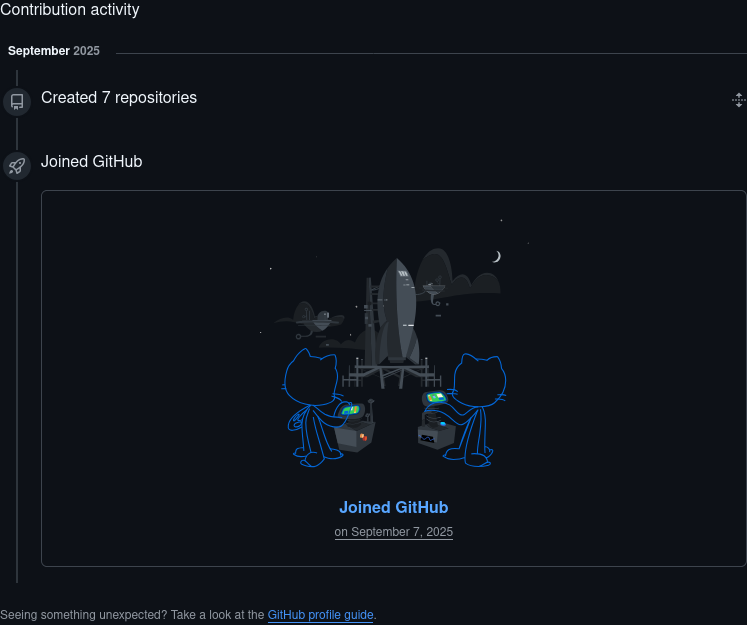 Contribution activity
September 2025
Created 7 repositories
Joined GitHub
Joined GitHub
on September 7, 2025
Seeing something unexpected? Take a look at the GitHub profile guide.